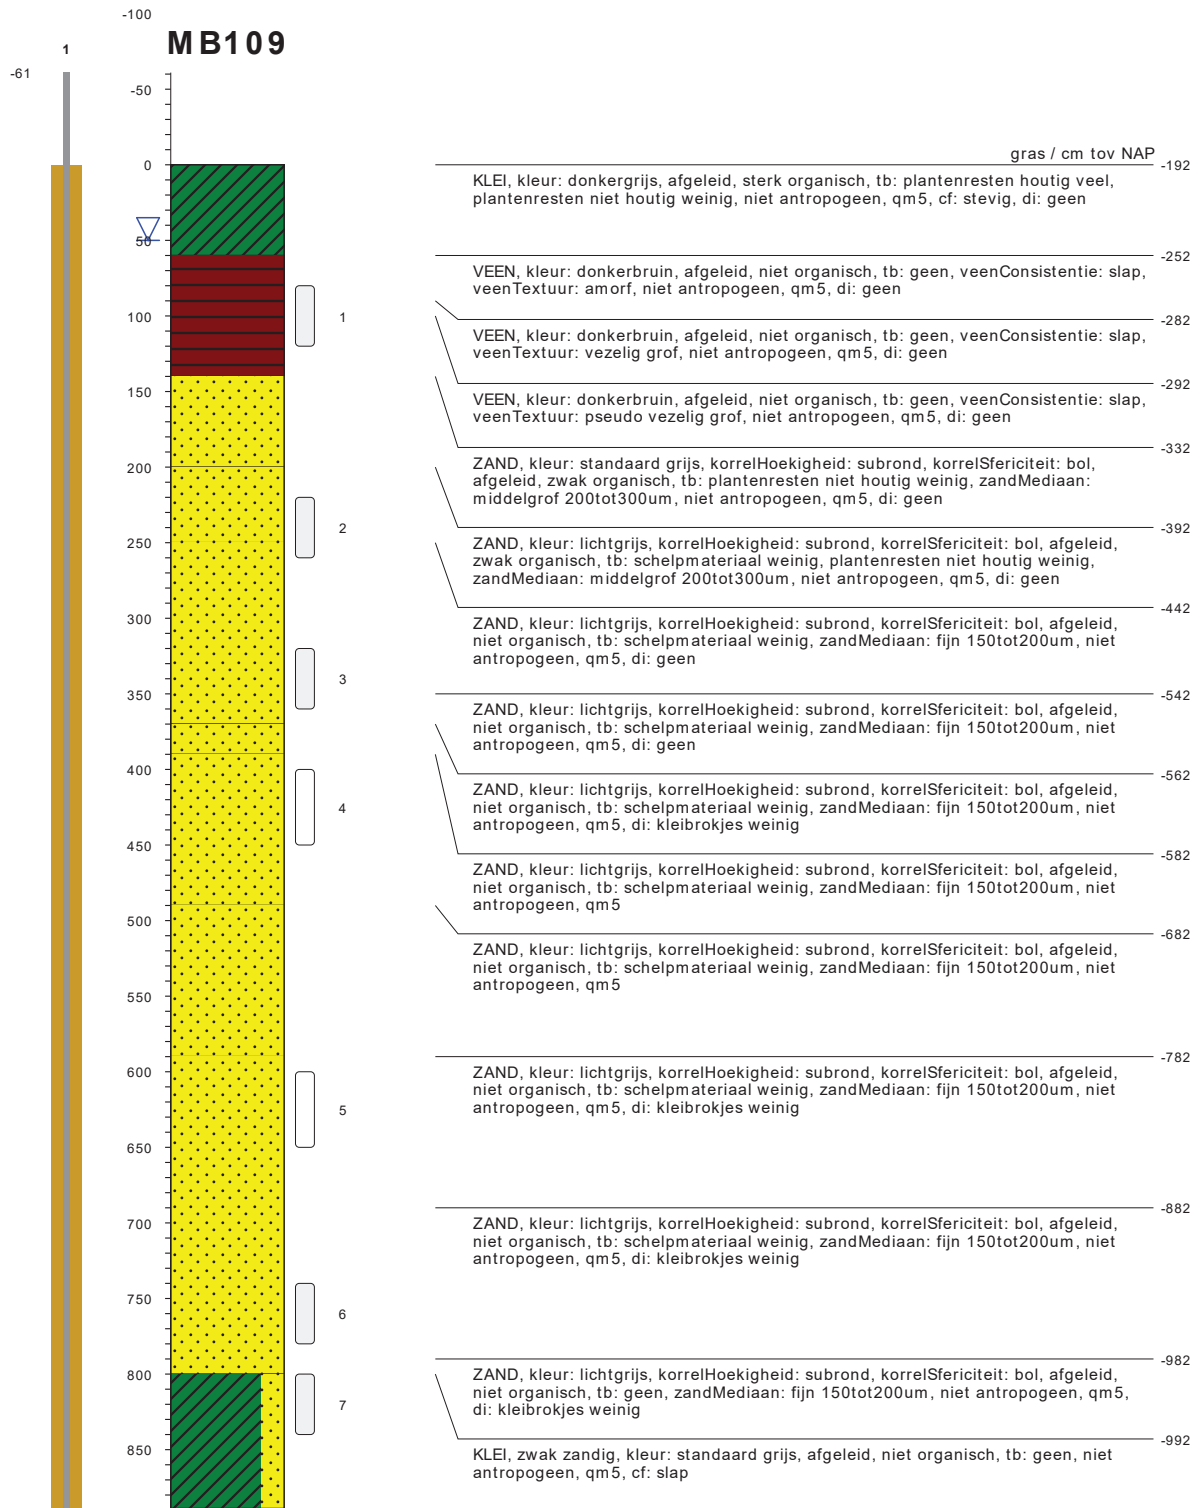 -100
MB109
1
-61
-50
gras / cm tov NAP
0
-192
KLEI, kleur: donkergrijs, afgeleid, sterk organisch, tb: plantenresten houtig veel,
plantenresten niet houtig weinig, niet antropogeen, qm5, cf: stevig, di: geen
50
-252
VEEN, kleur: donkerbruin, afgeleid, niet organisch, tb: geen, veenConsistentie: slap,
veenTextuur: amorf, niet antropogeen, qm5, di: geen
100
1
-282
VEEN, kleur: donkerbruin, afgeleid, niet organisch, tb: geen, veenConsistentie: slap,
veenTextuur: vezelig grof, niet antropogeen, qm5, di: geen
-292
150
VEEN, kleur: donkerbruin, afgeleid, niet organisch, tb: geen, veenConsistentie: slap,
veenTextuur: pseudo vezelig grof, niet antropogeen, qm5, di: geen
-332
200
ZAND, kleur: standaard grijs, korrelHoekigheid: subrond, korrelSfericiteit: bol,
afgeleid, zwak organisch, tb: plantenresten niet houtig weinig, zandMediaan:
middelgrof 200tot300um, niet antropogeen, qm5, di: geen
2
-392
250
ZAND, kleur: lichtgrijs, korrelHoekigheid: subrond, korrelSfericiteit: bol, afgeleid,
zwak organisch, tb: schelpmateriaal weinig, plantenresten niet houtig weinig,
zandMediaan: middelgrof 200tot300um, niet antropogeen, qm5, di: geen
-442
300
ZAND, kleur: lichtgrijs, korrelHoekigheid: subrond, korrelSfericiteit: bol, afgeleid,
niet organisch, tb: schelpmateriaal weinig, zandMediaan: fijn 150tot200um, niet
antropogeen, qm5, di: geen
3
350
-542
ZAND, kleur: lichtgrijs, korrelHoekigheid: subrond, korrelSfericiteit: bol, afgeleid,
niet organisch, tb: schelpmateriaal weinig, zandMediaan: fijn 150tot200um, niet
antropogeen, qm5, di: geen
400
-562
ZAND, kleur: lichtgrijs, korrelHoekigheid: subrond, korrelSfericiteit: bol, afgeleid,
niet organisch, tb: schelpmateriaal weinig, zandMediaan: fijn 150tot200um, niet
antropogeen, qm5, di: kleibrokjes weinig
4
450
-582
ZAND, kleur: lichtgrijs, korrelHoekigheid: subrond, korrelSfericiteit: bol, afgeleid,
niet organisch, tb: schelpmateriaal weinig, zandMediaan: fijn 150tot200um, niet
antropogeen, qm5
500
-682
ZAND, kleur: lichtgrijs, korrelHoekigheid: subrond, korrelSfericiteit: bol, afgeleid,
niet organisch, tb: schelpmateriaal weinig, zandMediaan: fijn 150tot200um, niet
antropogeen, qm5
550
-782
600
ZAND, kleur: lichtgrijs, korrelHoekigheid: subrond, korrelSfericiteit: bol, afgeleid,
niet organisch, tb: schelpmateriaal weinig, zandMediaan: fijn 150tot200um, niet
antropogeen, qm5, di: kleibrokjes weinig
5
650
-882
700
ZAND, kleur: lichtgrijs, korrelHoekigheid: subrond, korrelSfericiteit: bol, afgeleid,
niet organisch, tb: schelpmateriaal weinig, zandMediaan: fijn 150tot200um, niet
antropogeen, qm5, di: kleibrokjes weinig
750
6
-982
800
ZAND, kleur: lichtgrijs, korrelHoekigheid: subrond, korrelSfericiteit: bol, afgeleid,
niet organisch, tb: geen, zandMediaan: fijn 150tot200um, niet antropogeen, qm5,
di: kleibrokjes weinig
7
-992
850
KLEI, zwak zandig, kleur: standaard grijs, afgeleid, niet organisch, tb: geen, niet
antropogeen, qm5, cf: slap